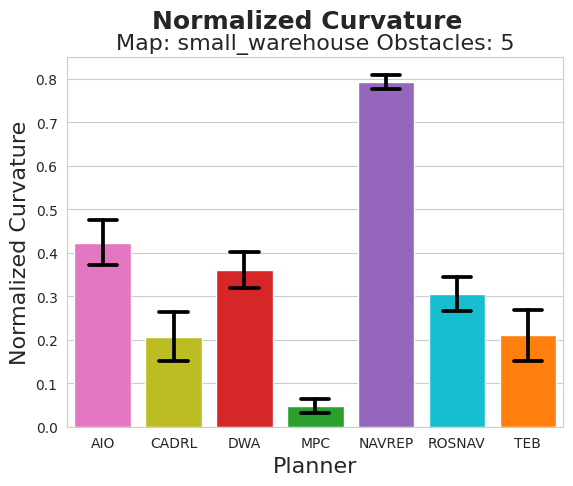 Normalized Curvature
Map: small_warehouse Obstacles: 5
Normalized Curvature
0.8
0.7
0.6
0.5
0.4
0.3
0.2
0.1
0.0
AIO CADRL DWA MPC NAVREP ROSNAV TEB
Planner